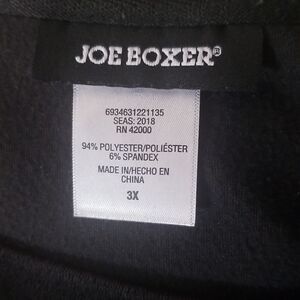 JOE BOXER®
6934631221135
SEAS: 2018
RN 42000
94% POLYESTER/POLIÉSTER
6% SPANDEX
MADE IN/HECHO EN
CHINA
3X